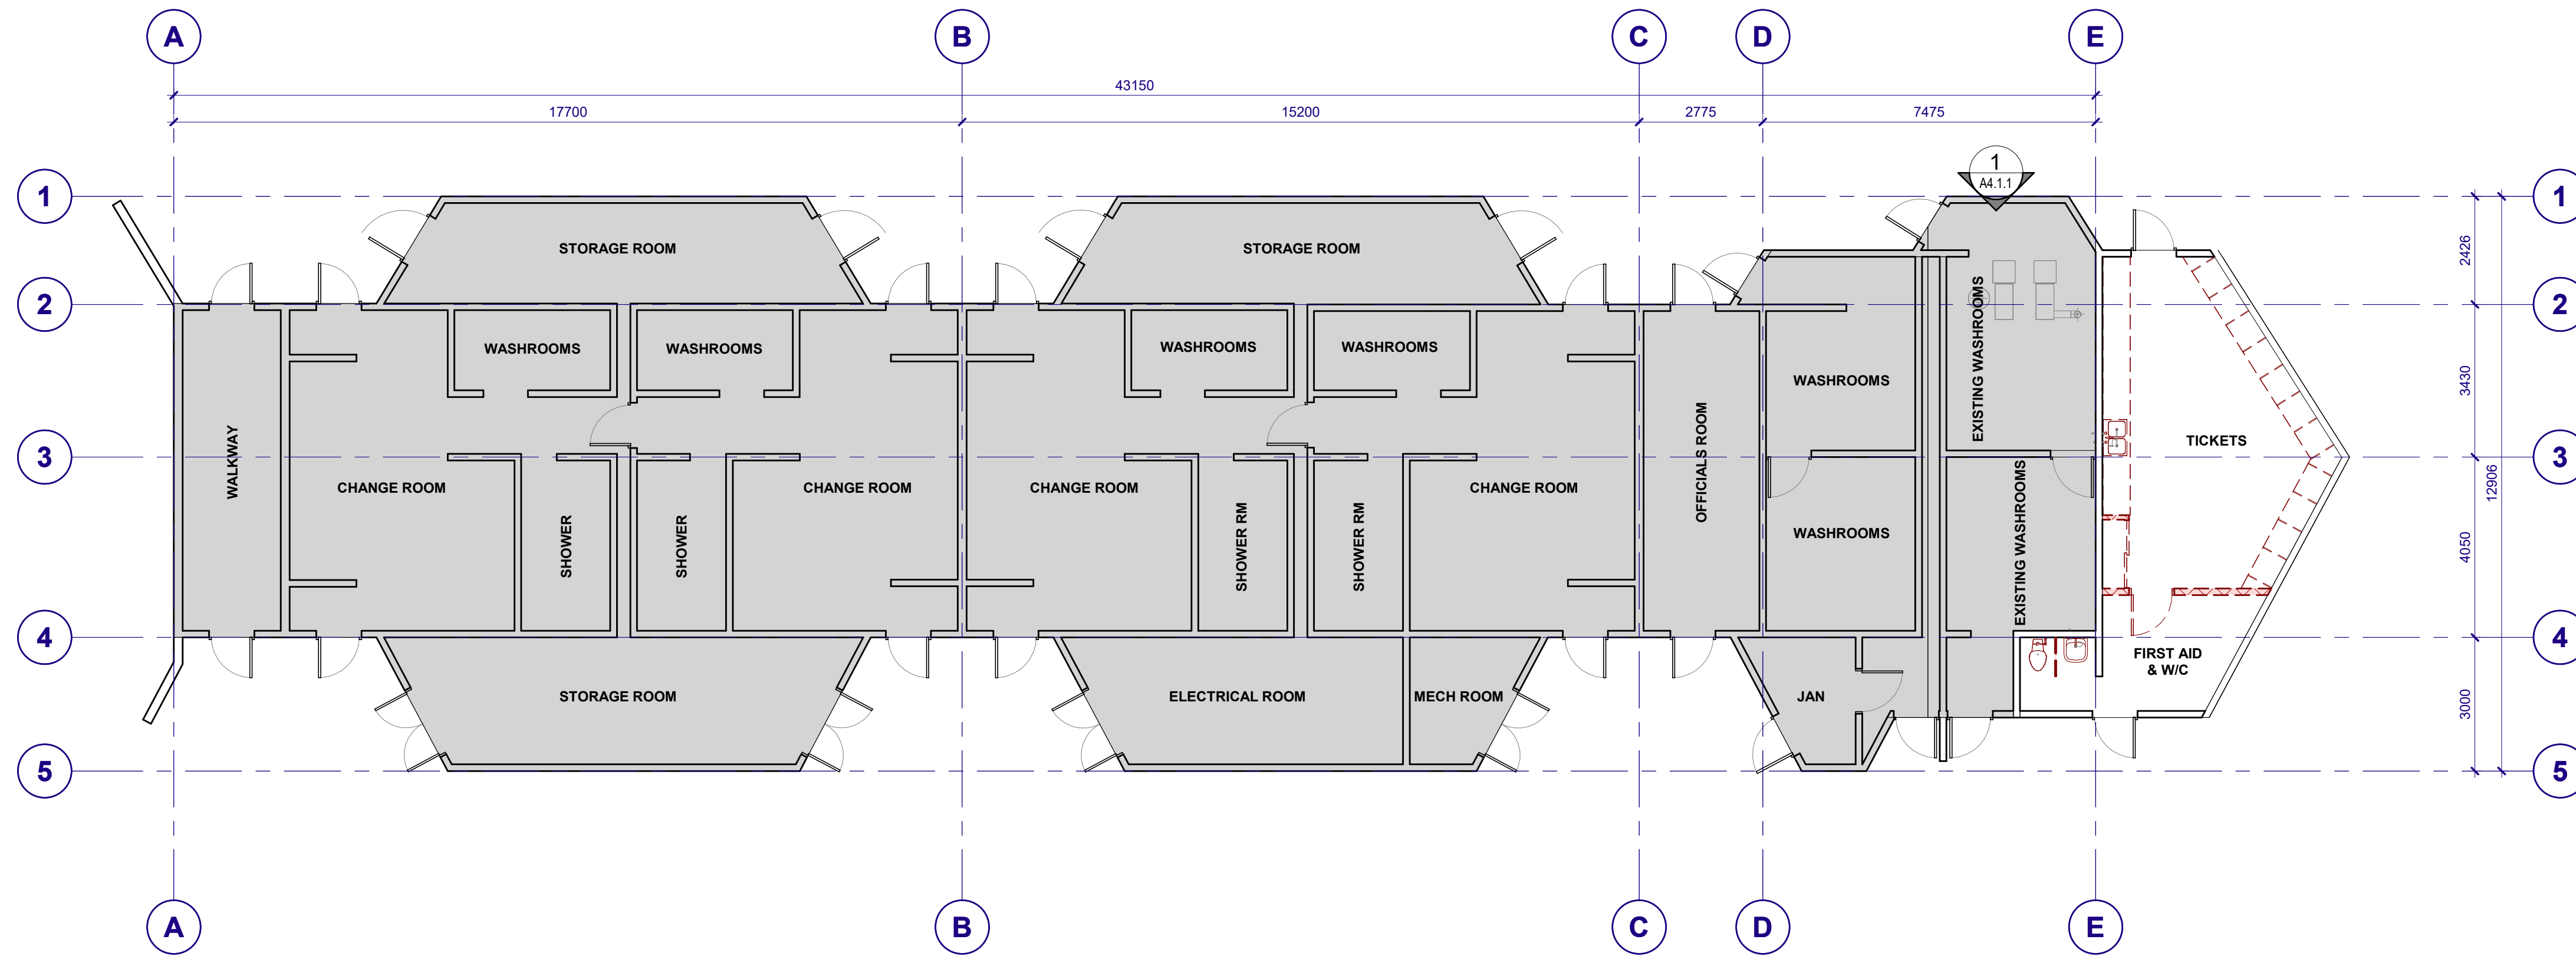 A B C D E
43150
17700 15200 2775 7475
1
A4.1.1
1 1
STORAGE ROOM STORAGE ROOM
2426
2 2
WASHROOMS WASHROOMS WASHROOMS WASHROOMS
EXISTING WASHROOMS
WASHROOMS
3430
TICKETS
3 3
WALKWAY
OFFICIALS ROOM
12906
CHANGE ROOM CHANGE ROOM CHANGE ROOM CHANGE ROOM
SHOWER SHOWER SHOWER RM SHOWER RM
WASHROOMS
EXISTING WASHROOMS
4050
4 4
FIRST AID
& W/C
STORAGE ROOM ELECTRICAL ROOM MECH ROOM JAN
3000
5 5
A B C D E